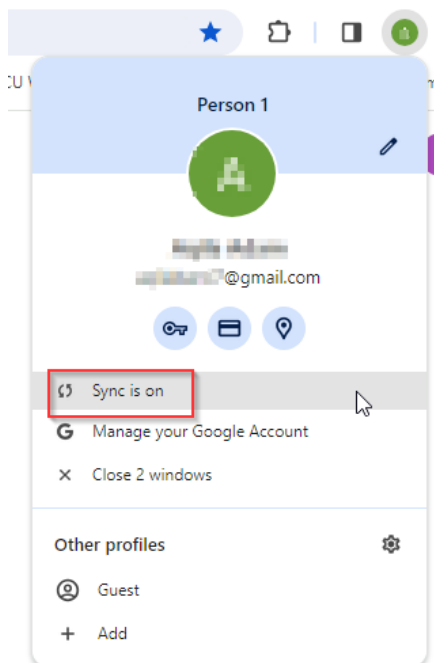 Person 1
A
@gmail.com
Sync is on
G Manage your Google Account
Close 2 windows
Other profiles
Guest
Add